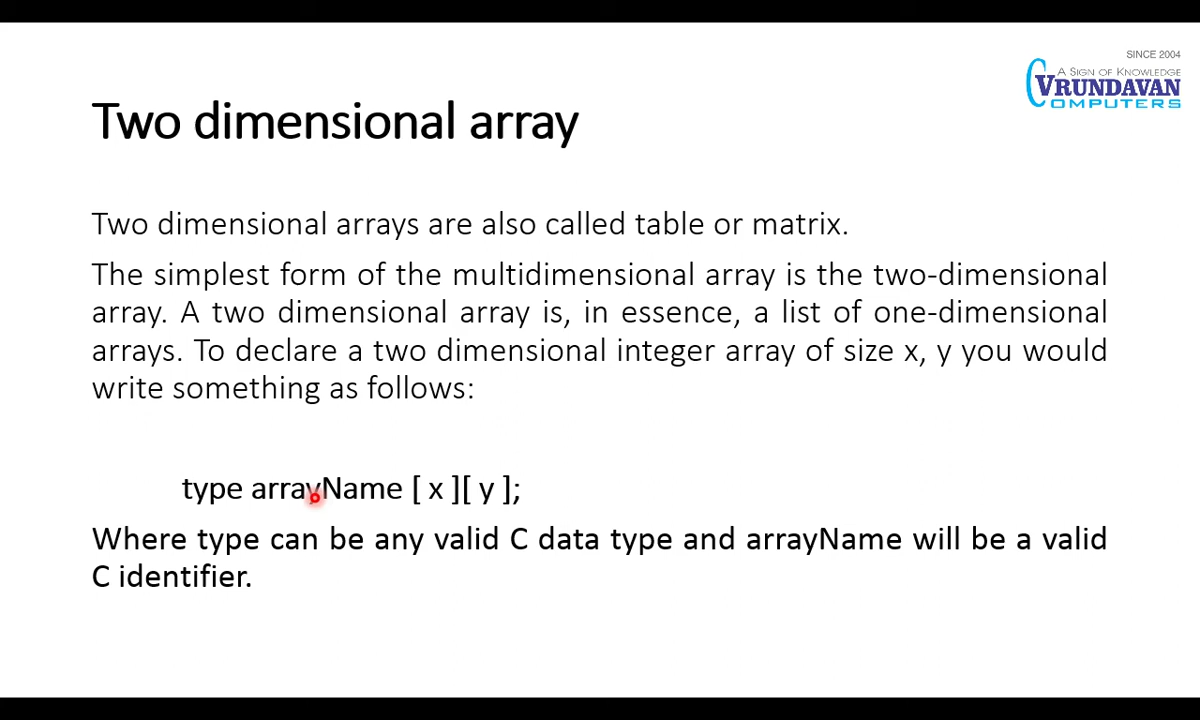 SINCE 2004
A SIGN OF KNOWLEDGE
VRUNDAVAN
COMPUTERS
Two dimensional array
Two dimensional arrays are also called table or matrix.
The simplest form of the multidimensional array is the two-dimensional
array. A two dimensional array is, in essence, a list of one-dimensional
arrays. To declare a two dimensional integer array of size x, y you would
write something as follows:
type arrayName [ x ][ y ];
Where type can be any valid C data type and arrayName will be a valid
C identifier.